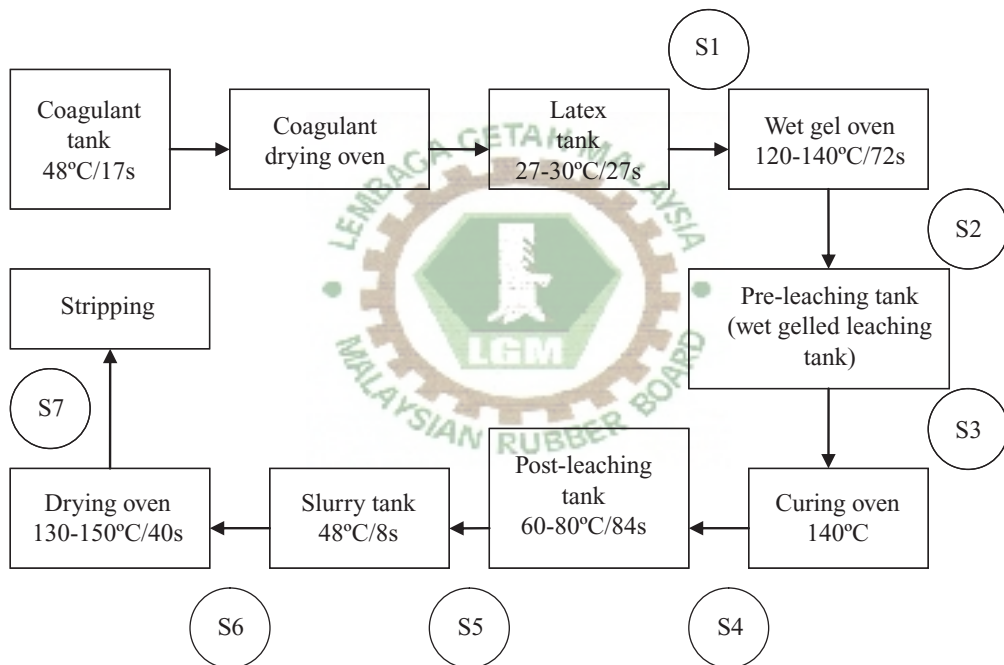 S1
Coagulant
tank
48ºC/17s
Coagulant
drying oven
Latex
tank
27-30ºC/27s
Wet gel oven
120-140ºC/72s
S2
Stripping
Pre-leaching tank
(wet gelled leaching
tank)
S7
S3
Drying oven
130-150ºC/40s
Slurry tank
48ºC/8s
Post-leaching
tank
60-80ºC/84s
Curing oven
140ºC
S6
S5
S4
LEMBAGA GETAH MALAYSIA
LGM
MALAYSIAN RUBBER BOARD